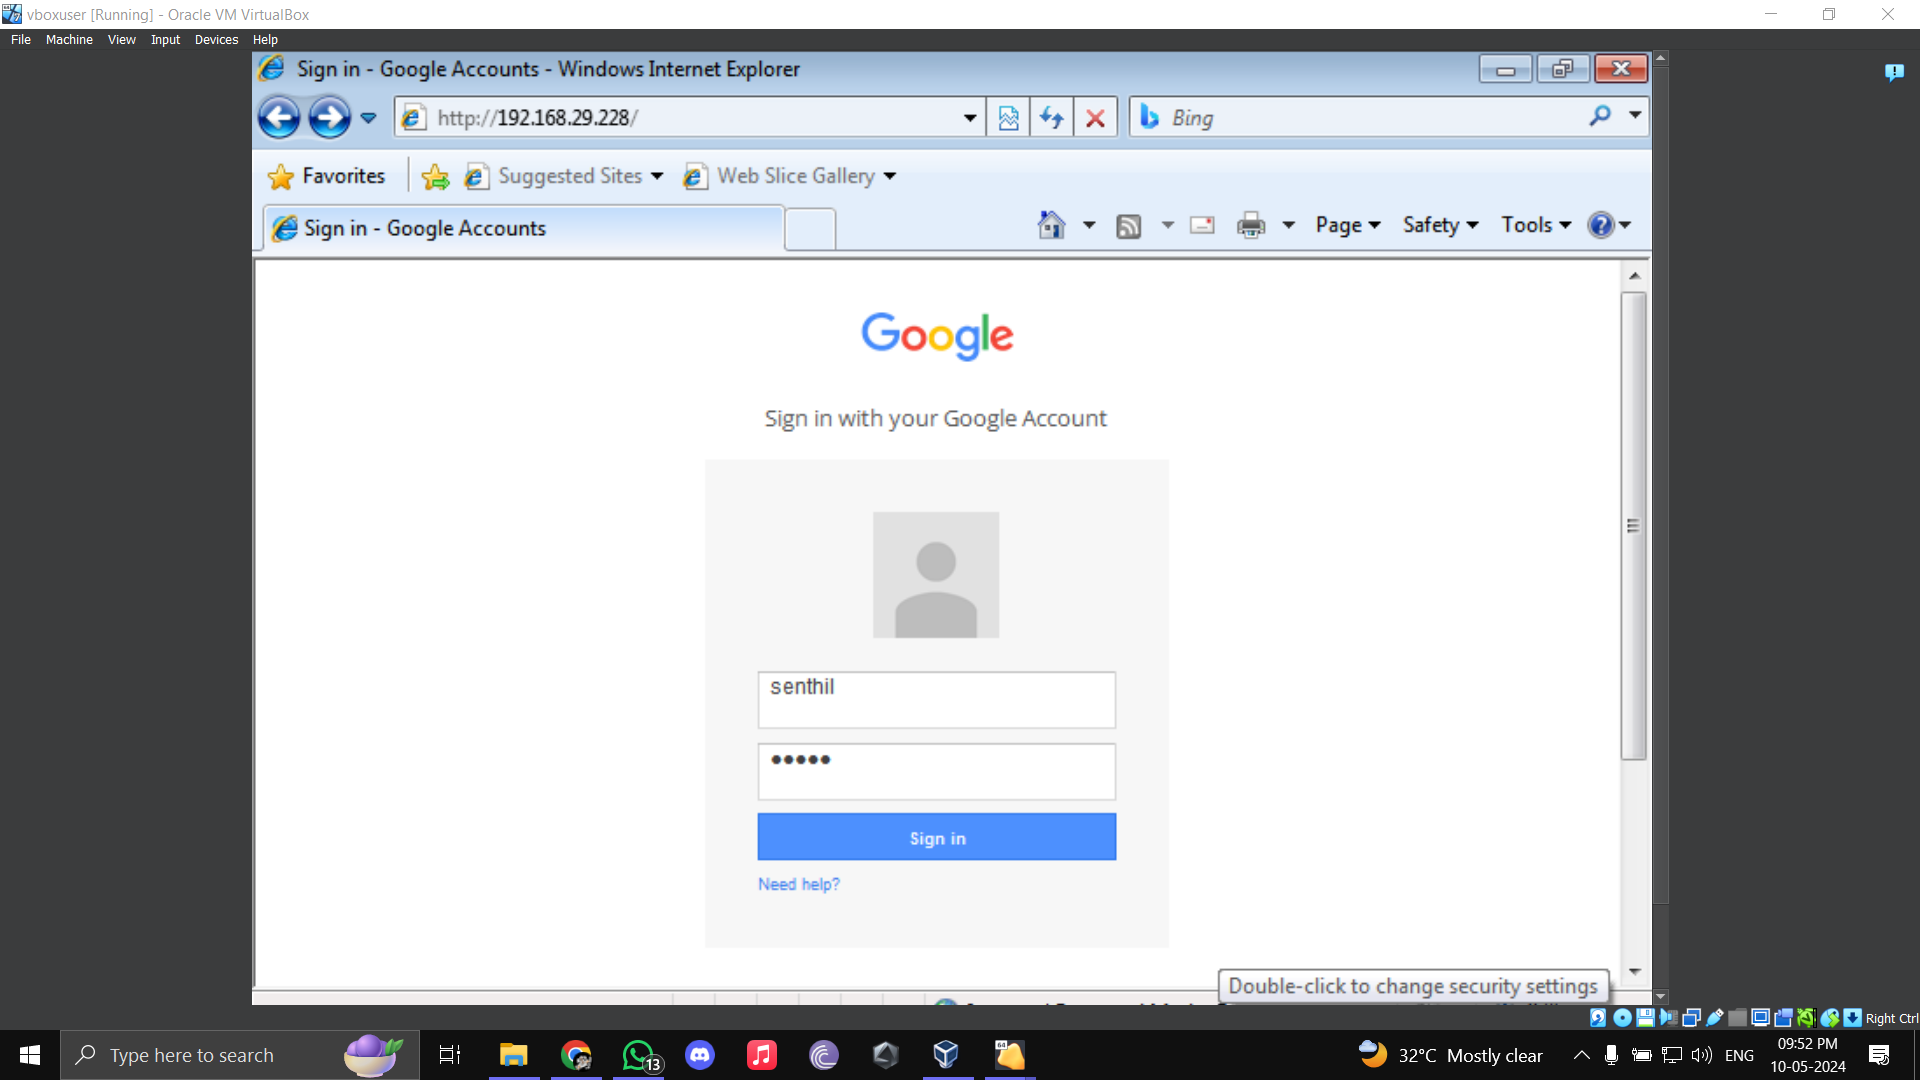 vboxuser [Running] - Oracle VM VirtualBox
File Machine View Input Devices Help
Sign in - Google Accounts - Windows Internet Explorer
http://192.168.29.228/
Bing
Favorites
Suggested Sites
Web Slice Gallery
Sign in - Google Accounts
Page
Safety
Tools
Google
Sign in with your Google Account
senthil
•••••
Sign in
Need help?
Double-click to change security settings
Right Ctrl
Type here to search
13
64
32°C Mostly clear
ENG
09:52 PM
10-05-2024